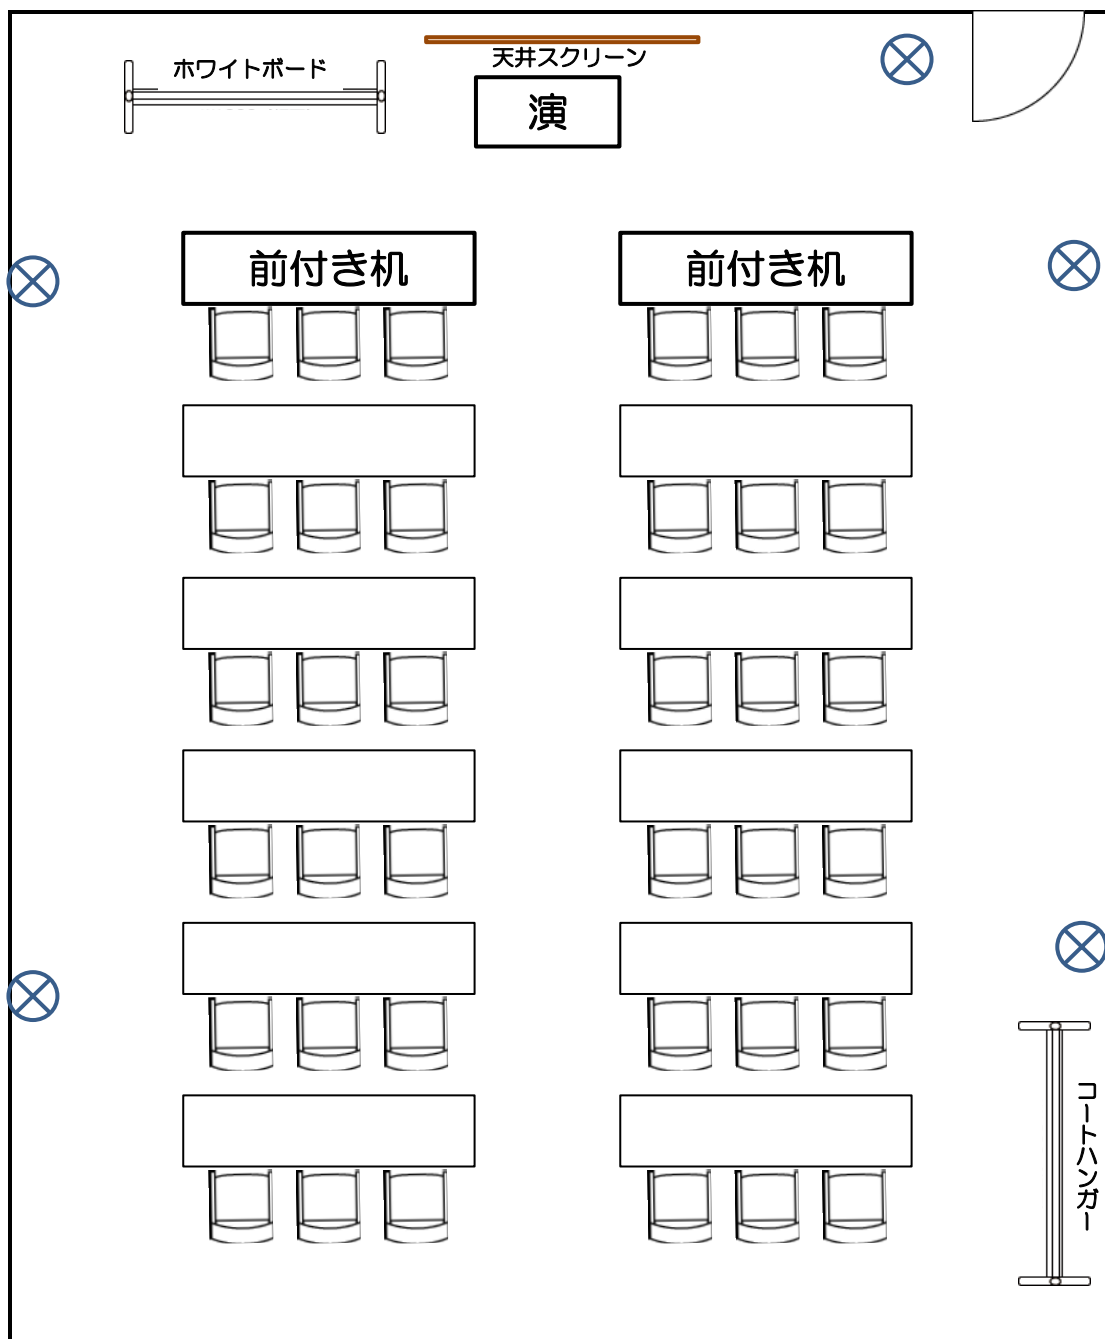 ホワイトボード
天井スクリーン
演
前付き机
前付き机
コートハンガー